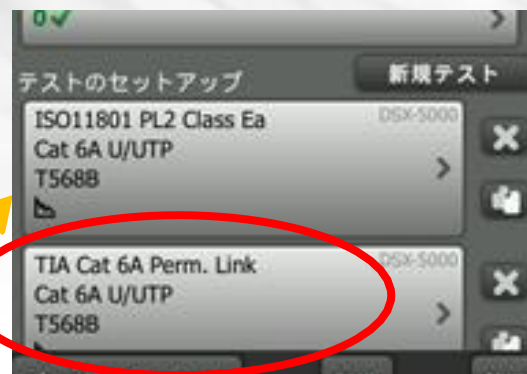 0✓
テストのセットアップ
新規テスト
ISO11801 PL2 Class Ea
DSX-5000
Cat 6A U/UTP
T568B
TIA Cat 6A Perm. Link
DSX-5000
Cat 6A U/UTP
T568B